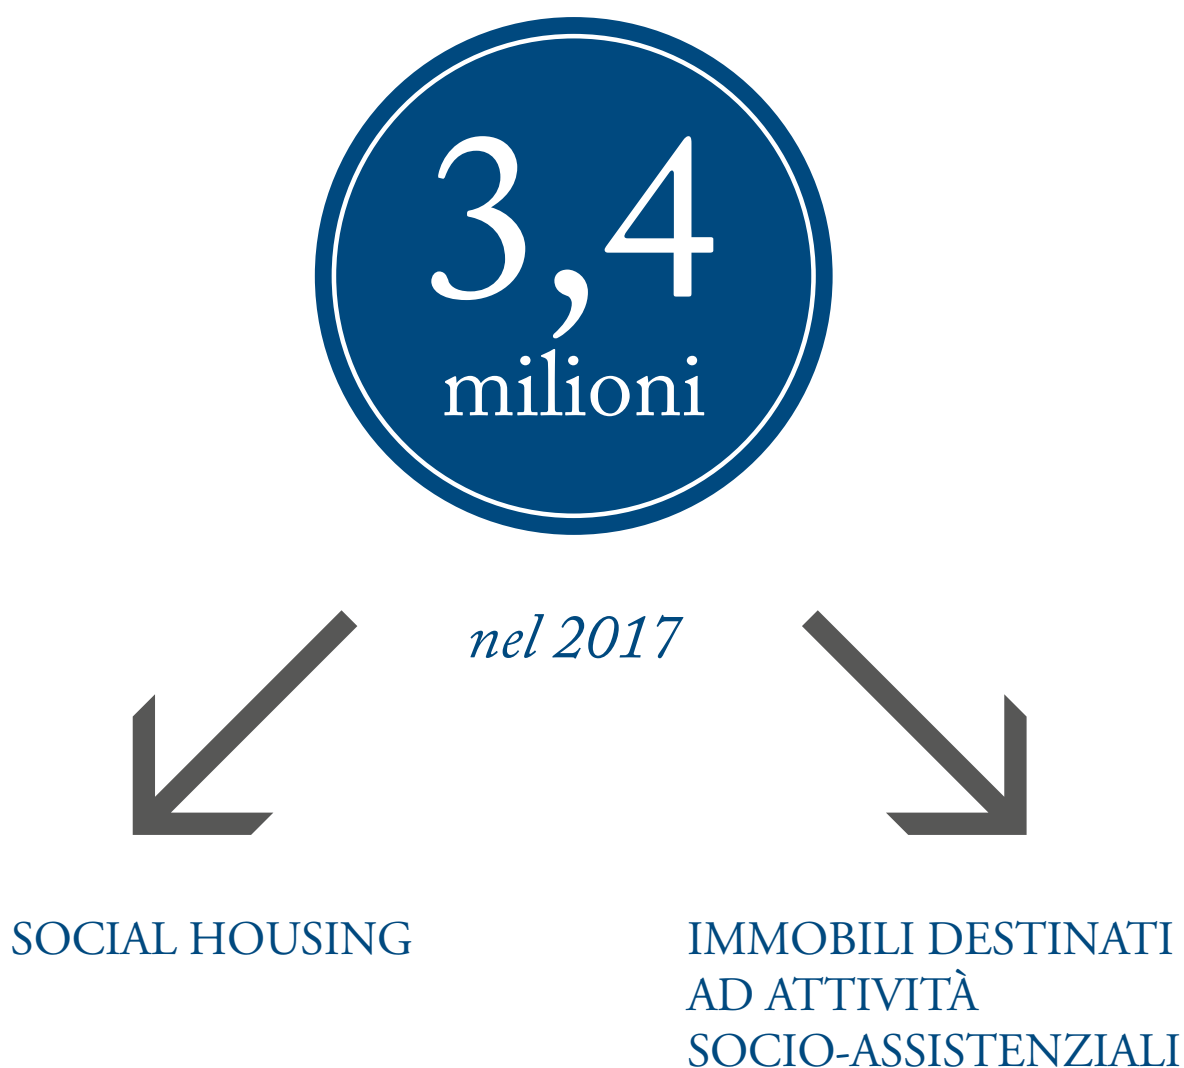 3,4
milioni
nel 2017
SOCIAL HOUSING
IMMOBILI DESTINATI
AD ATTIVITÀ
SOCIO-ASSISTENZIALI